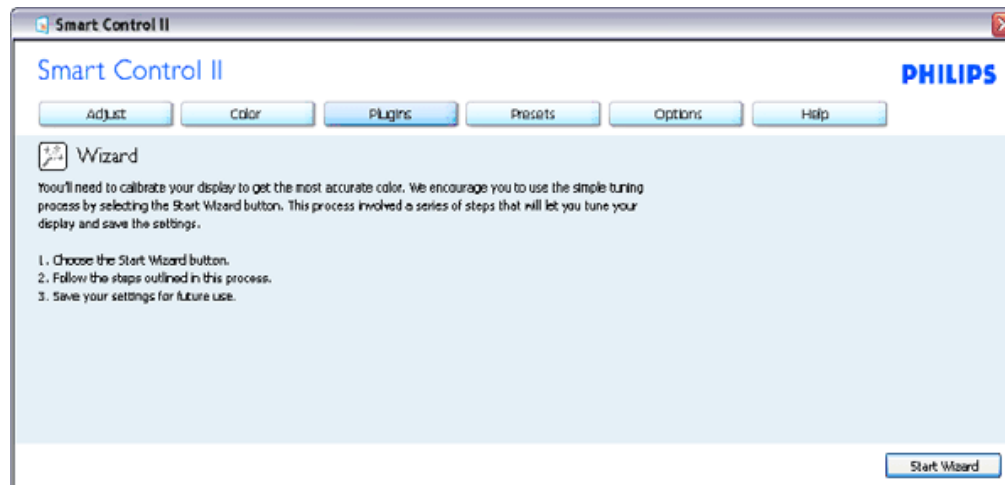 Smart Control II
Smart Control II
PHILIPS
Adjust Color Plugins Presets Options Help
Wizard
Yoou'll need to calibrate your display to get the most accurate color. We encourage you to use the simple tuning
process by selecting the Start Wizard button. This process involved a series of steps that will let you tune your
display and save the settings.
1. Choose the Start Wizard button.
2. Follow the steps outlined in this process.
3. Save your settings for future use.
Start Wizard